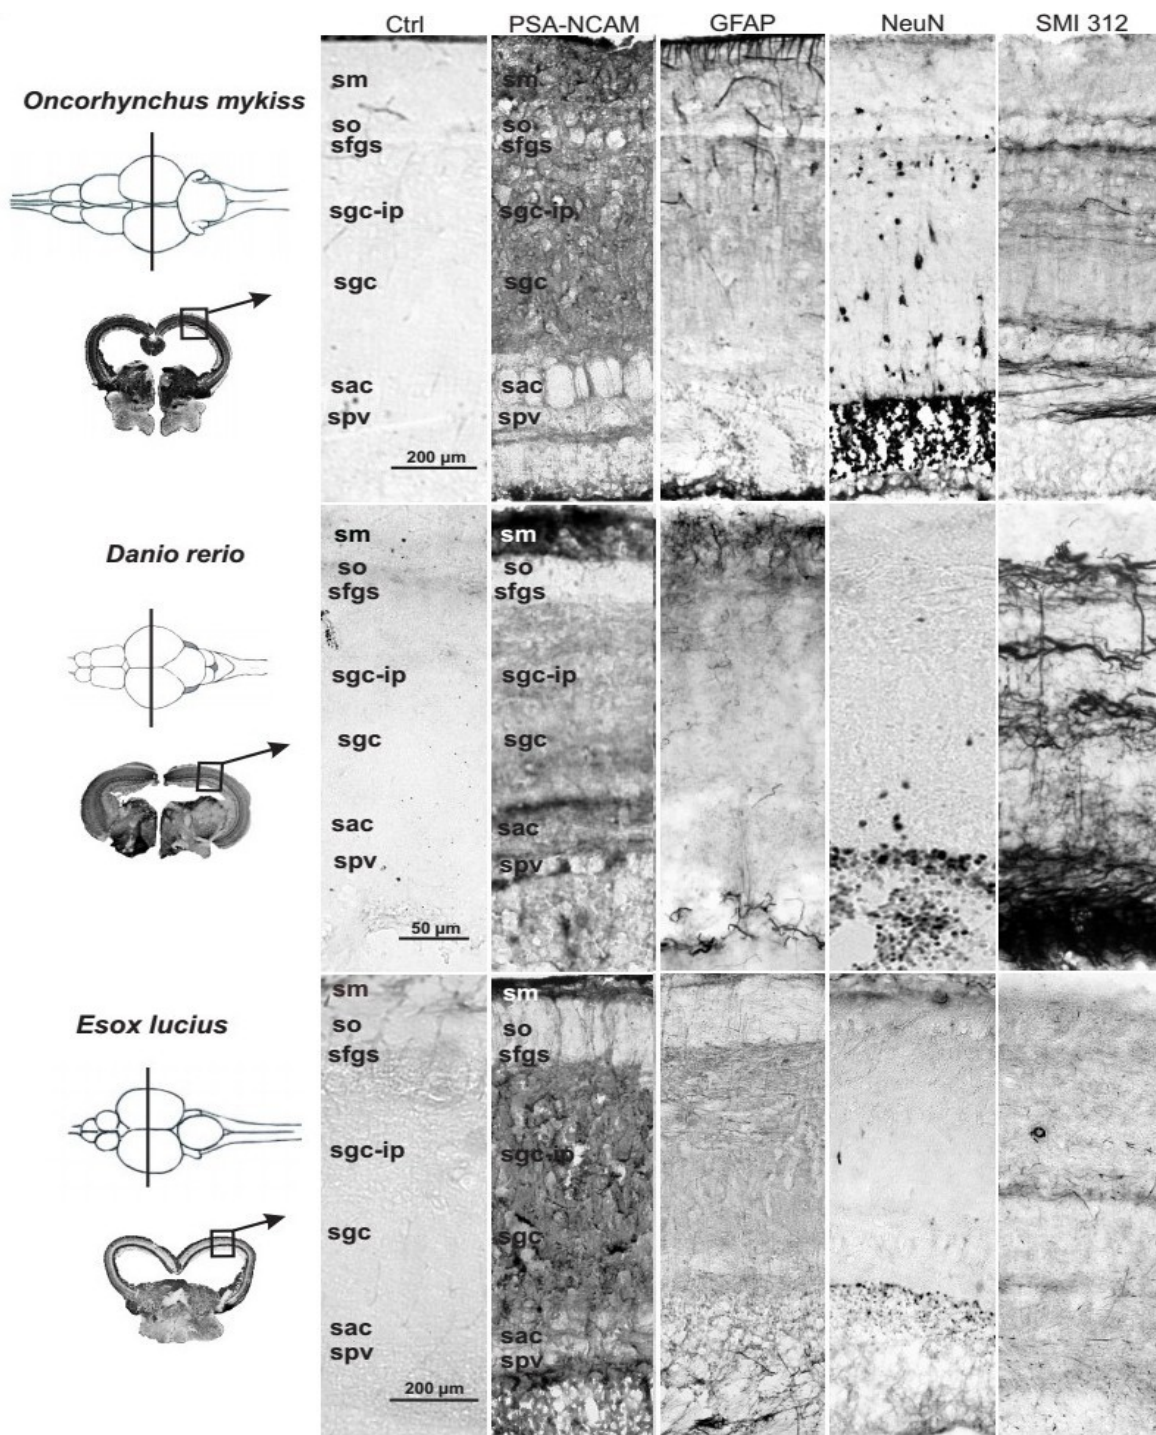 Ctrl PSA-NCAM GFAP NeuN SMI 312
Oncorhynchus mykiss
sm sm
so so
sfgs sfgs
sgc-ip sgc-ip
sgc sgc
sac sac
spv spv
200 µm
Danio rerio
sm sm
so so
sfgs sfgs
sgc-ip sgc-ip
sgc sgc
sac sac
spv spv
50 µm
Esox lucius
sm sm
so so
sfgs sfgs
sgc-ip sgc-ip
sgc sgc
sac sac
spv spv
200 µm